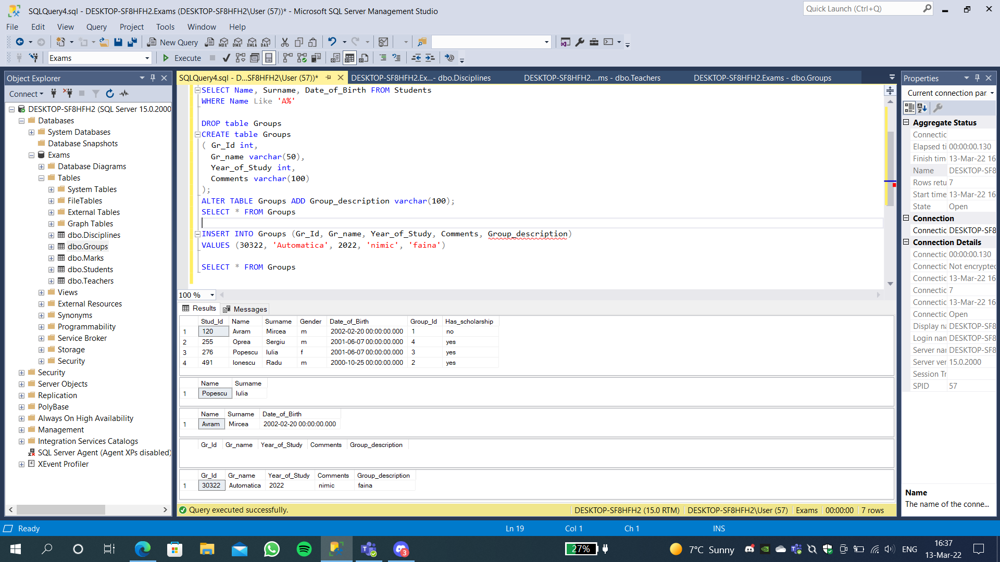 SQLQuery4.sql - DESKTOP-SF8HFH2.Exams (DESKTOP-SF8HFH2\User (57))* - Microsoft SQL Server Management Studio
Quick Launch (Ctrl+Q)
File Edit View Query Project Tools Window Help
New Query
MDX DMX XMLA DAX
Exams
Execute
Object Explorer
Connect
DESKTOP-SF8HFH2 (SQL Server 15.0.2000
Databases
System Databases
Database Snapshots
Exams
Database Diagrams
Tables
System Tables
FileTables
External Tables
Graph Tables
dbo.Disciplines
dbo.Groups
dbo.Marks
dbo.Students
dbo.Teachers
Views
External Resources
Synonyms
Programmability
Service Broker
Storage
Security
Security
Server Objects
Replication
PolyBase
Always On High Availability
Management
Integration Services Catalogs
SQL Server Agent (Agent XPs disabled)
XEvent Profiler
SQLQuery4.sql - D...SF8HFH2\User (57))* DESKTOP-SF8HFH2.Ex...- dbo.Disciplines DESKTOP-SF8HFH2....ms - dbo.Teachers DESKTOP-SF8HFH2.Exams - dbo.Groups
SELECT Name, Surname, Date_of_Birth FROM Students
WHERE Name Like 'A%'
DROP table Groups
CREATE table Groups
( Gr_Id int,
Gr_name varchar(50),
Year_of_Study int,
Comments varchar(100)
);
ALTER TABLE Groups ADD Group_description varchar(100);
SELECT * FROM Groups
INSERT INTO Groups (Gr_Id, Gr_name, Year_of_Study, Comments, Group_description)
VALUES (30322, 'Automatica', 2022, 'nimic', 'faina')
SELECT * FROM Groups
100 %
Results Messages
Stud_Id Name Surname Gender Date_of_Birth Group_Id Has_scholarship
1 120 Avram Mircea m 2002-02-20 00:00:00.000 1 no
2 255 Oprea Sergiu m 2001-06-07 00:00:00.000 4 yes
3 276 Popescu Iulia f 2001-06-07 00:00:00.000 3 yes
4 491 Ionescu Radu m 2000-10-25 00:00:00.000 2 yes
Name Surname
1 Popescu Iulia
Name Surname Date_of_Birth
1 Avram Mircea 2002-02-20 00:00:00.000
Gr_Id Gr_name Year_of_Study Comments Group_description
Gr_Id Gr_name Year_of_Study Comments Group_description
1 30322 Automatica 2022 nimic faina
Query executed successfully. DESKTOP-SF8HFH2 (15.0 RTM) DESKTOP-SF8HFH2\User (57) Exams 00:00:00 7 rows
Properties
Current connection par
Aggregate Status
Connectic
Elapsed ti 00:00:00.130
Finish tim 13-Mar-22 16
Name DESKTOP-SF8
Rows retu 7
Start time 13-Mar-22 16
State Open
Connection
Connectic DESKTOP-SF8
Connection Details
Connectic 00:00:00.130
Connectic Not encrypted
Connectic 13-Mar-22 16
Connectic 7
Connectic 13-Mar-22 16
Connectic Open
Display na DESKTOP-SF8
Login nan DESKTOP-SF8
Server nar DESKTOP-SF8
Server ver 15.0.2000
Session Tr
SPID 57
Name
The name of the conne...
Ready Ln 19 Col 1 Ch 1 INS
27% 7°C Sunny ENG 16:37
13-Mar-22
3